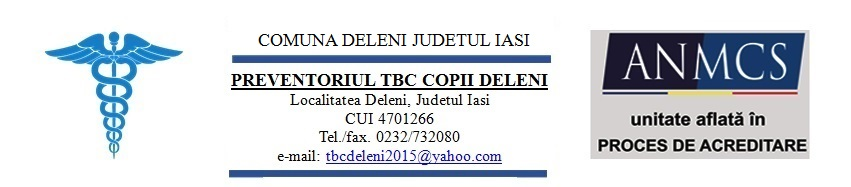 COMUNA DELENI JUDETUL IASI
PREVENTORIUL TBC COPII DELENI
Localitatea Deleni, Judetul Iasi
CUI 4701266
Tel./fax. 0232/732080
e-mail: tbcdeleni2015@yahoo.com
ANMCS
unitate aflată în
PROCES DE ACREDITARE